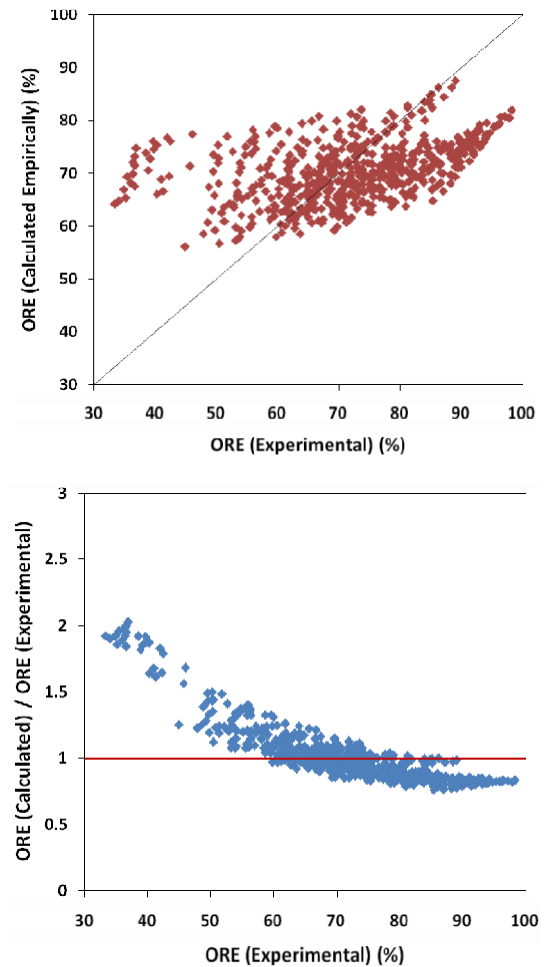 100
90
80
70
60
50
40
30
ORE (Calculated Empirically) (%)
30 40 50 60 70 80 90 100
ORE (Experimental) (%)
3
2.5
2
1.5
1
0.5
0
ORE (Calculated) / ORE (Experimental)
30 40 50 60 70 80 90 100
ORE (Experimental) (%)